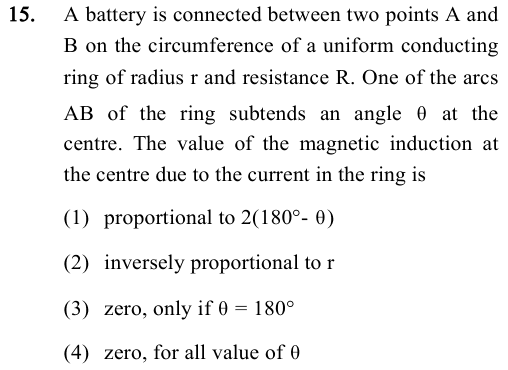 15. A battery is connected between two points A and
B on the circumference of a uniform conducting
ring of radius r and resistance R. One of the arcs
AB of the ring subtends an angle θ at the
centre. The value of the magnetic induction at
the centre due to the current in the ring is
(1) proportional to 2(180°- θ)
(2) inversely proportional to r
(3) zero, only if θ = 180°
(4) zero, for all value of θ